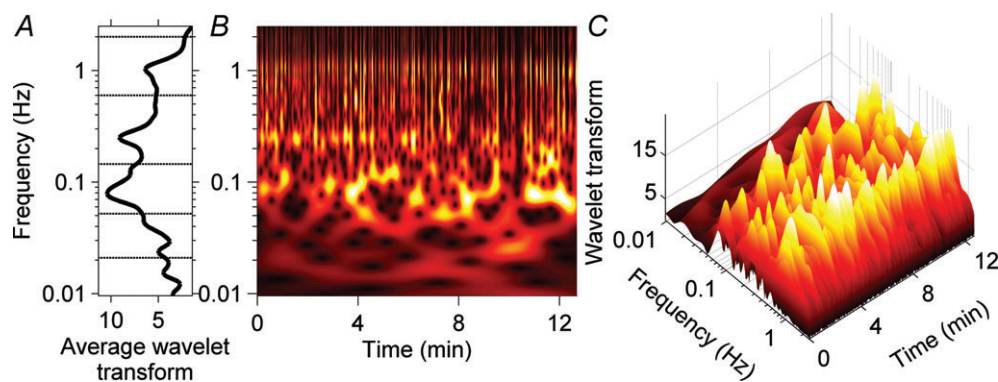 A
B
C
Frequency (Hz)
1
0.1
0.01
10
5
Average wavelet
transform
1
0.1
0.01
0
4
8
12
Time (min)
Wavelet transform
15
5
0.01
0.1
1
Frequency (Hz)
0
4
8
12
Time (min)